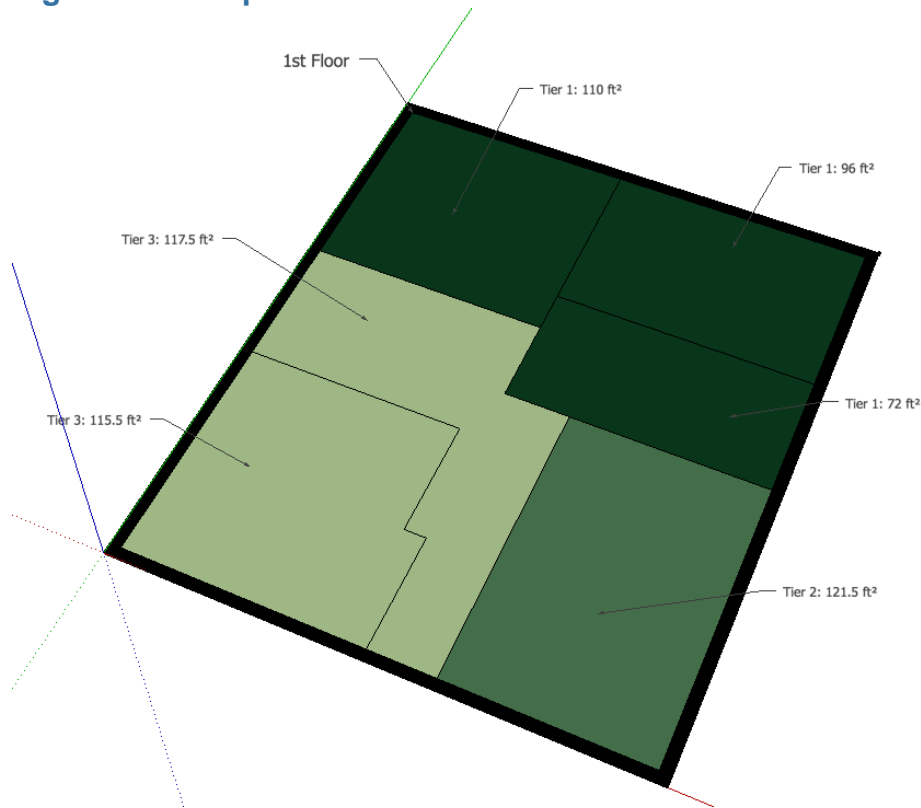 1st Floor
Tier 1: 110 ft²
Tier 1: 96 ft²
Tier 3: 117.5 ft²
Tier 1: 72 ft²
Tier 3: 115.5 ft²
Tier 2: 121.5 ft²